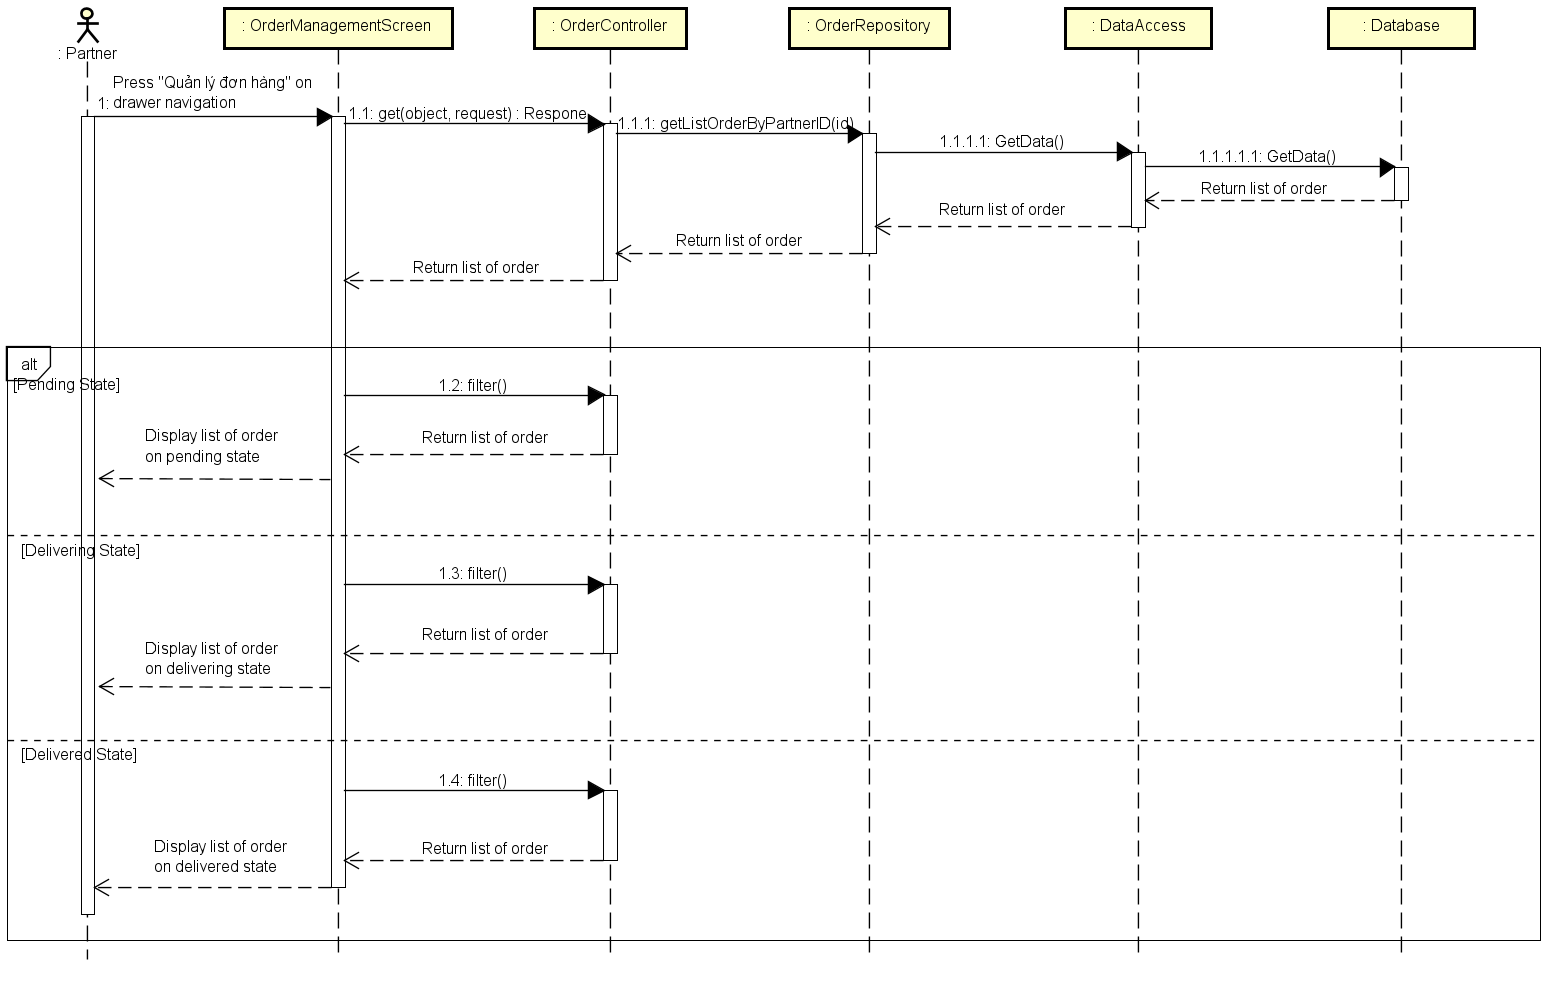 : Partner
: OrderManagementScreen
: OrderController
: OrderRepository
: DataAccess
: Database
Press "Quản lý đơn hàng" on
1: drawer navigation
1.1: get(object, request) : Respone
1.1.1: getListOrderByPartnerID(id)
1.1.1.1: GetData()
1.1.1.1.1: GetData()
Return list of order
Return list of order
Return list of order
Return list of order
alt
[Pending State]
1.2: filter()
Return list of order
Display list of order
on pending state
[Delivering State]
1.3: filter()
Return list of order
Display list of order
on delivering state
[Delivered State]
1.4: filter()
Return list of order
Display list of order
on delivered state